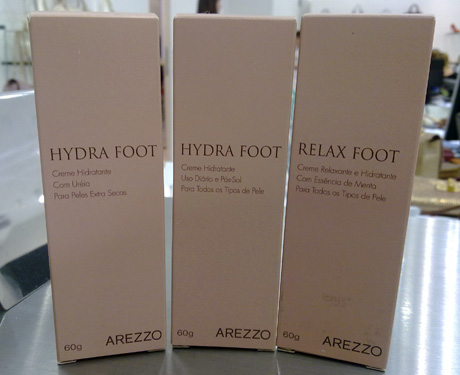 HYDRA FOOT
Creme Hidratante
Com Uréia
Para Peles Extra Secas
60g
AREZZO
HYDRA FOOT
Creme Hidratante
Uso Diário e Pós-Sol
Para Todos os Tipos de Pele
60g
AREZZO
RELAX FOOT
Creme Relaxante e Hidratante
Com Essência de Menta
Para Todos os Tipos de Pele
60g
AREZZO